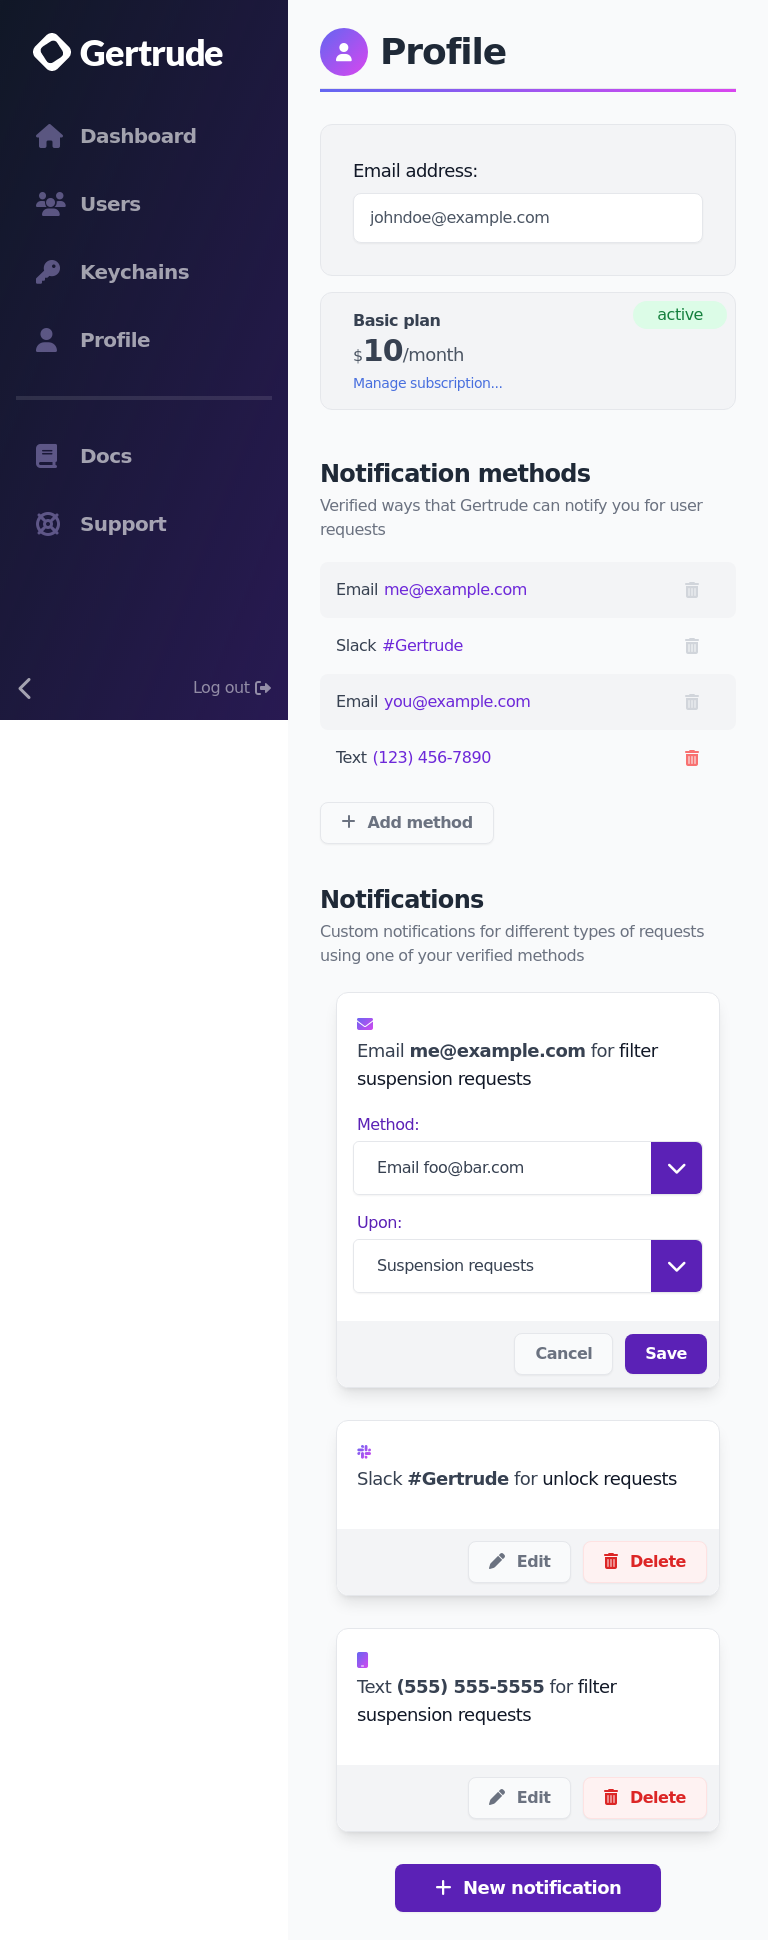 Gertrude
Dashboard
Users
Keychains
Profile
Docs
Support
Log out
Profile
Email address:
johndoe@example.com
Basic plan
active
$10/month
Manage subscription...
Notification methods
Verified ways that Gertrude can notify you for user
requests
Email me@example.com
Slack #Gertrude
Email you@example.com
Text (123) 456-7890
Add method
Notifications
Custom notifications for different types of requests
using one of your verified methods
Email me@example.com for filter
suspension requests
Method:
Email foo@bar.com
Upon:
Suspension requests
Cancel
Save
Slack #Gertrude for unlock requests
Edit
Delete
Text (555) 555-5555 for filter
suspension requests
Edit
Delete
New notification